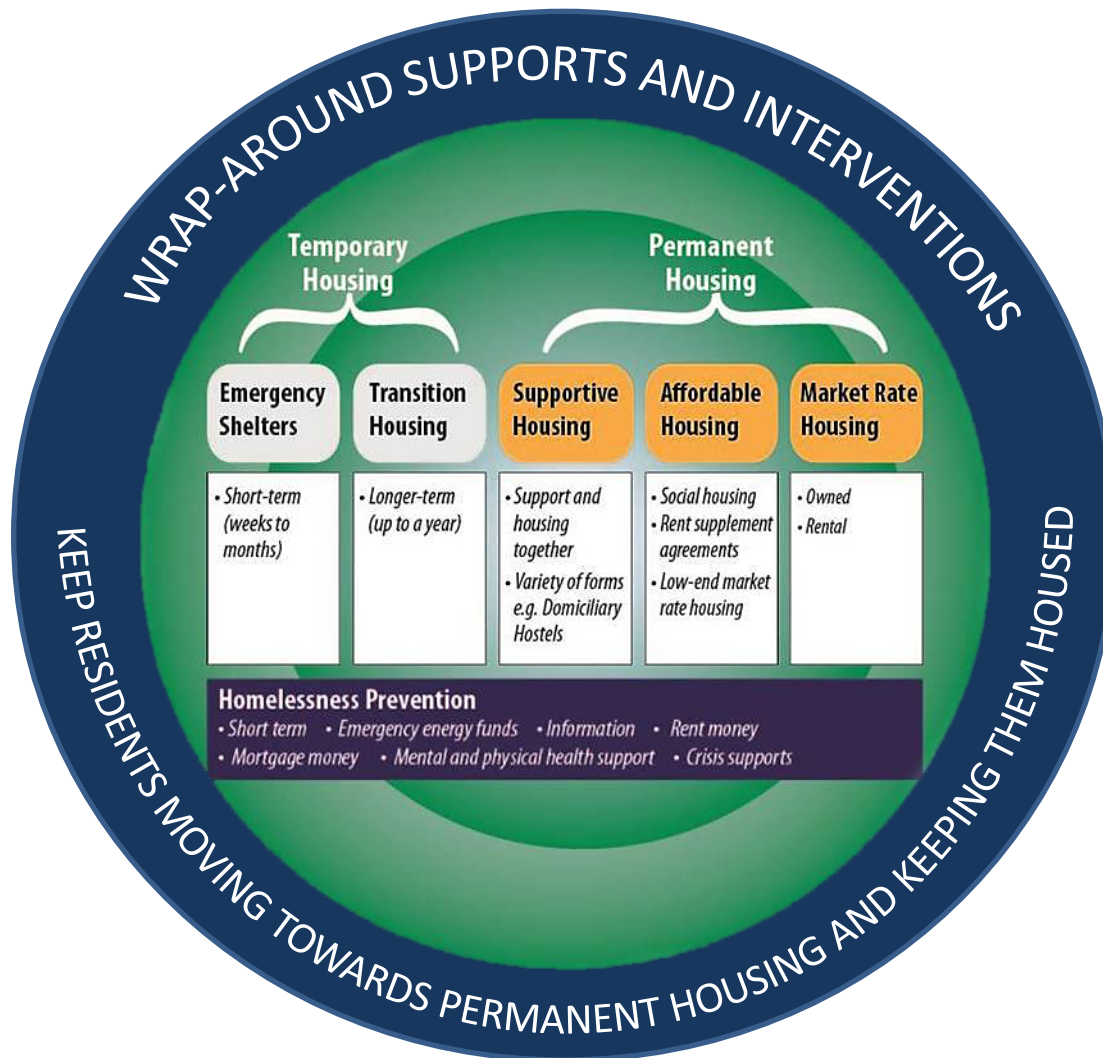 WRAP-AROUND SUPPORTS AND INTERVENTIONS
Temporary
Housing
Permanent
Housing
Emergency
Shelters
Transition
Housing
Supportive
Housing
Affordable
Housing
Market Rate
Housing
• Short-term
(weeks to
months)
• Longer-term
(up to a year)
• Support and
housing
together
• Variety of forms
e.g. Domiciliary
Hostels
• Social housing
• Rent supplement
agreements
• Low-end market
rate housing
• Owned
• Rental
Homelessness Prevention
• Short term • Emergency energy funds • Information • Rent money
• Mortgage money • Mental and physical health support • Crisis supports
KEEP RESIDENTS MOVING TOWARDS PERMANENT HOUSING AND KEEPING THEM HOUSED